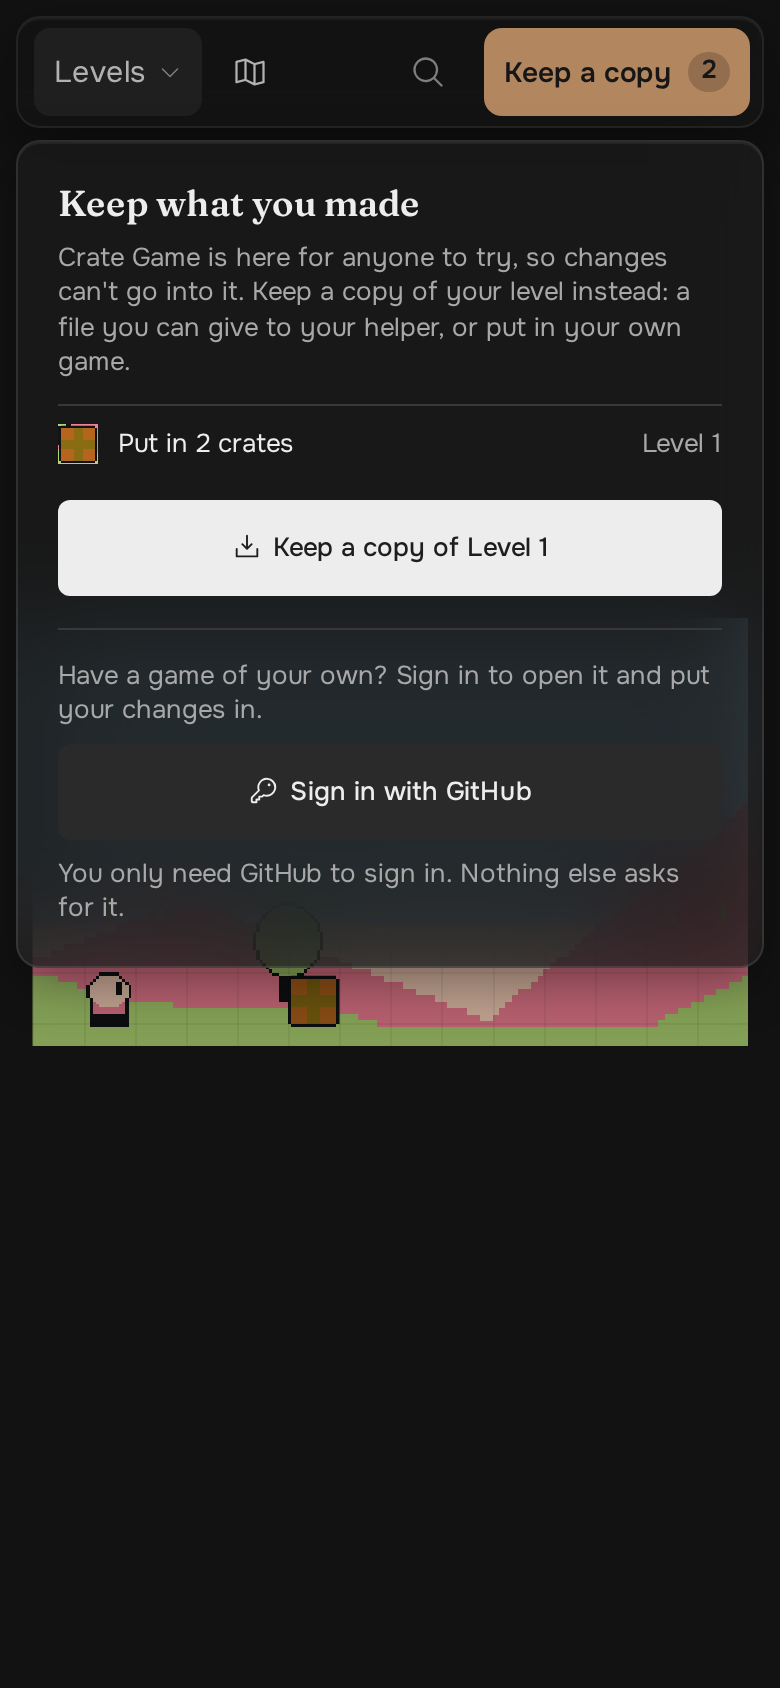 Levels
Keep a copy 2
Keep what you made
Crate Game is here for anyone to try, so changes
can't go into it. Keep a copy of your level instead: a
file you can give to your helper, or put in your own
game.
Put in 2 crates
Level 1
Keep a copy of Level 1
Have a game of your own? Sign in to open it and put
your changes in.
Sign in with GitHub
You only need GitHub to sign in. Nothing else asks
for it.